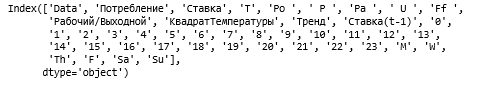 Index(['Data', 'Потребление', 'Ставка', 'T', 'Po ', ' P ', 'Pa ', ' U ', 'Ff ',
'Рабочий/Выходной', 'КвадратТемпературы', 'Тренд', 'Ставка(t-1)', '0',
'1', '2', '3', '4', '5', '6', '7', '8', '9', '10', '11', '12', '13',
'14', '15', '16', '17', '18', '19', '20', '21', '22', '23', 'M', 'W',
'Th', 'F', 'Sa', 'Su'],
dtype='object')